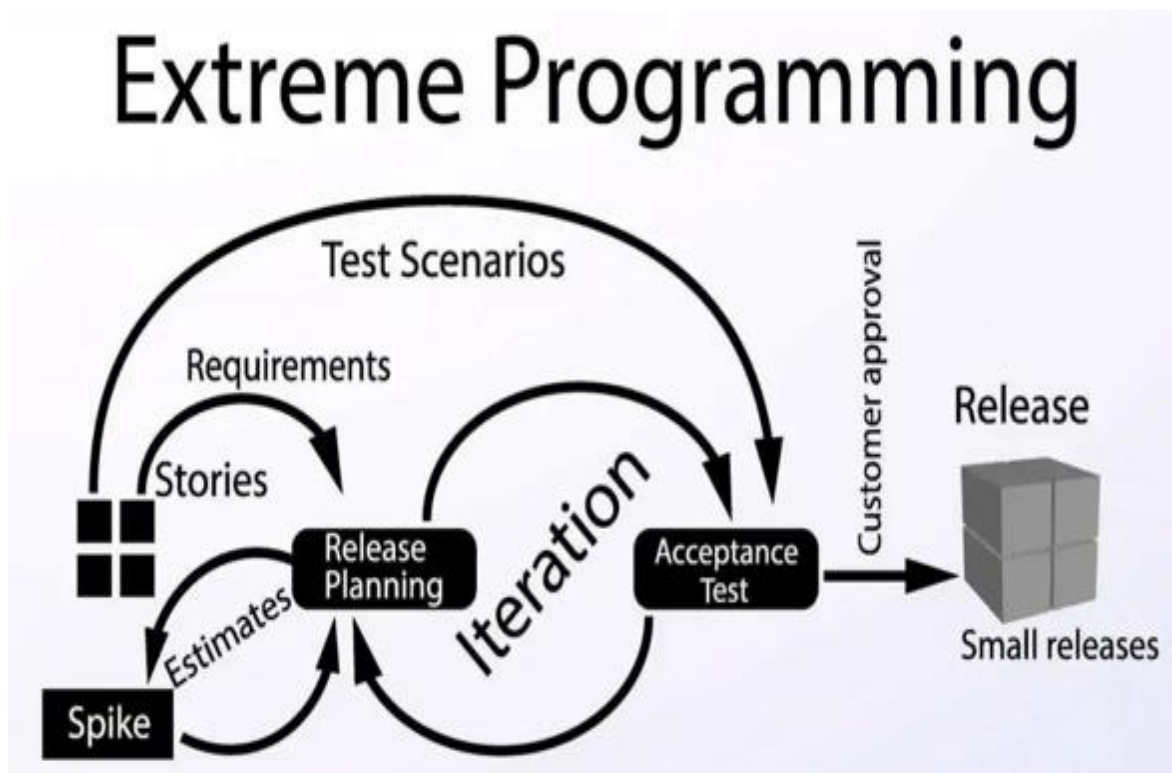 Extreme Programming
Test Scenarios
Requirements
Stories
Customer approval
Release
Release
Planning
Iteration
Acceptance
Test
Estimates
Spike
Small releases